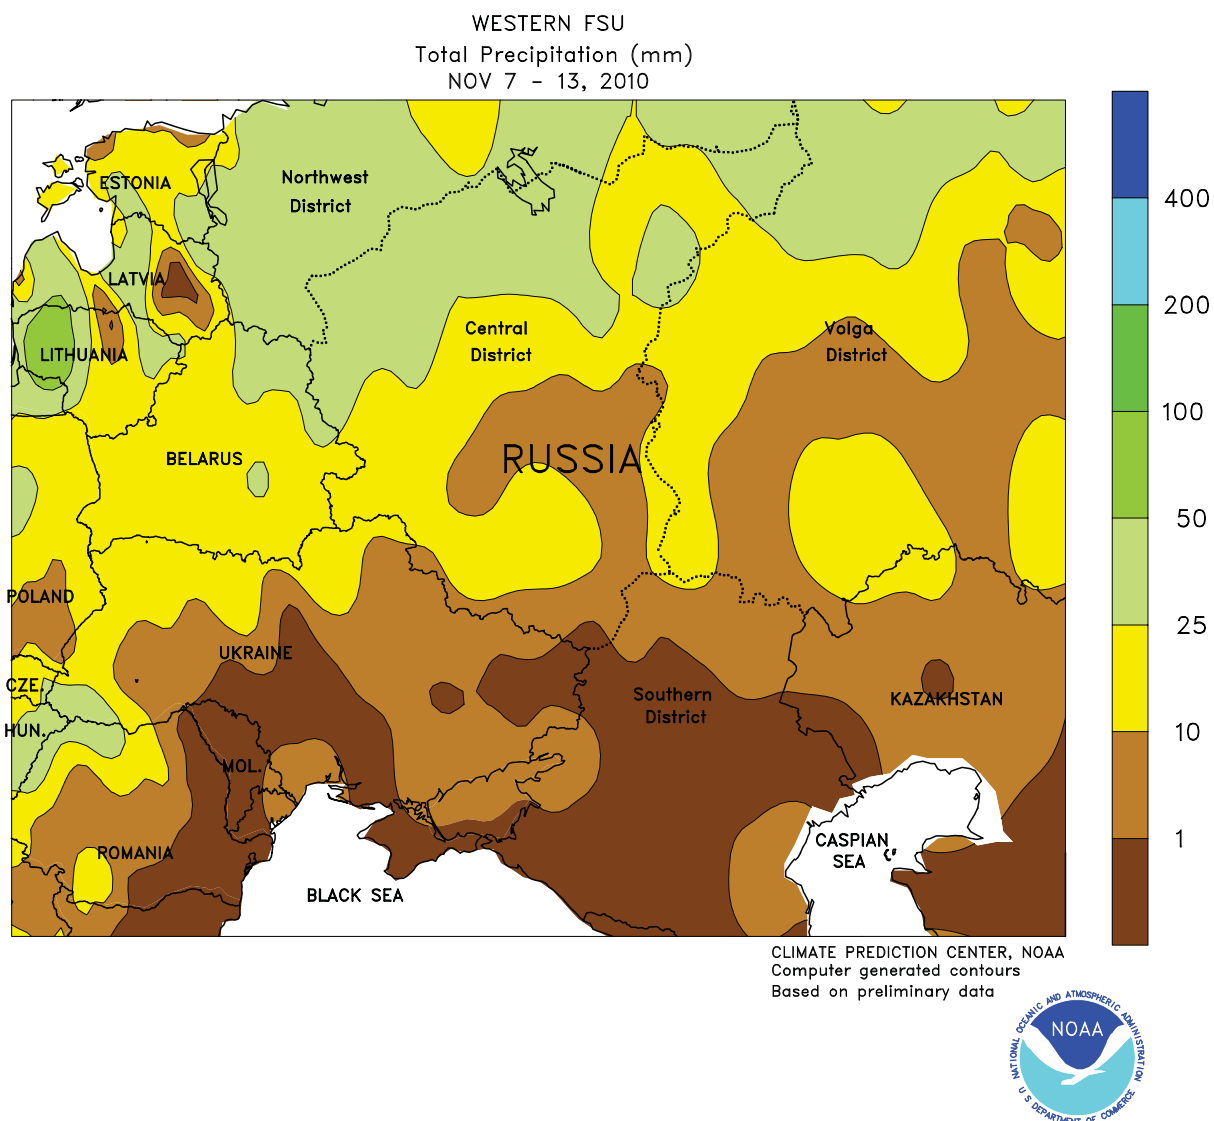 WESTERN FSU
Total Precipitation (mm)
NOV 7 - 13, 2010
Northwest
District
ESTONIA
LATVIA
LITHUANIA
Central
District
Volga
District
RUSSIA
BELARUS
POLAND
UKRAINE
CZE.
HUN.
Southern
District
KAZAKHSTAN
MOL.
ROMANIA
CASPIAN
SEA
BLACK SEA
400
200
100
50
25
10
1
CLIMATE PREDICTION CENTER, NOAA
Computer generated contours
Based on preliminary data
NATIONAL OCEANIC AND ATMOSPHERIC ADMINISTRATION
NOAA
U S DEPARTMENT OF COMMERCE